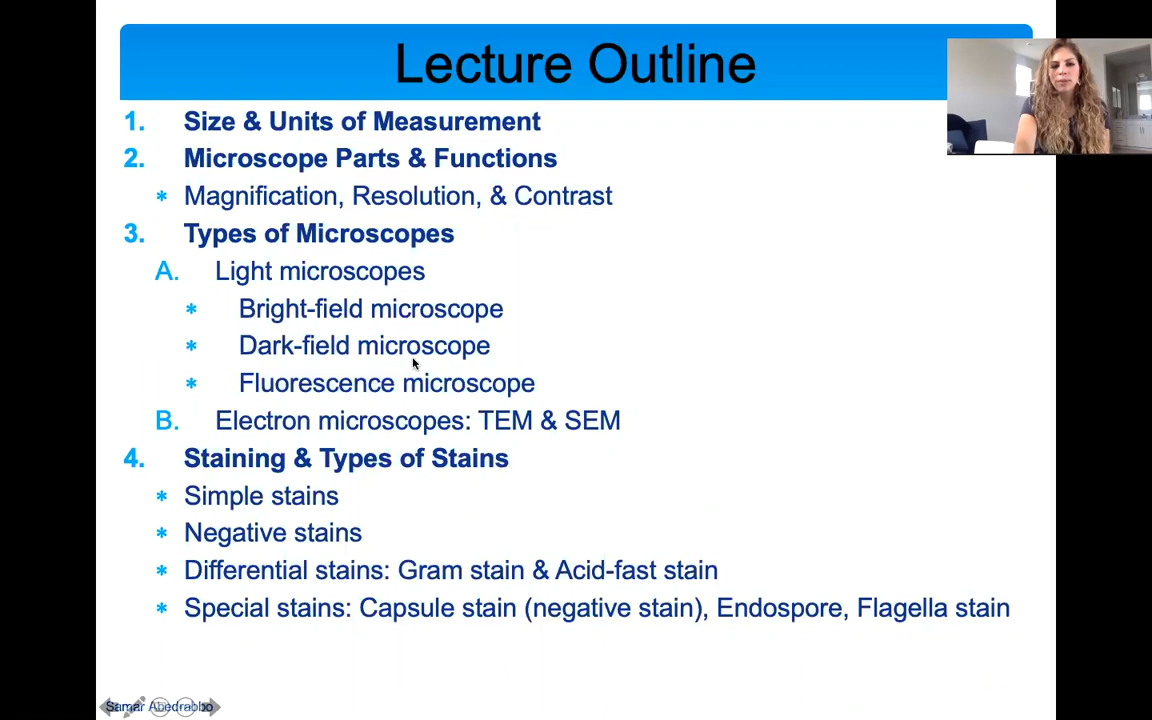 Lecture Outline
1. Size & Units of Measurement
2. Microscope Parts & Functions
* Magnification, Resolution, & Contrast
3. Types of Microscopes
A. Light microscopes
* Bright-field microscope
* Dark-field microscope
* Fluorescence microscope
B. Electron microscopes: TEM & SEM
4. Staining & Types of Stains
* Simple stains
* Negative stains
* Differential stains: Gram stain & Acid-fast stain
* Special stains: Capsule stain (negative stain), Endospore, Flagella stain
Samar Abedrabbo